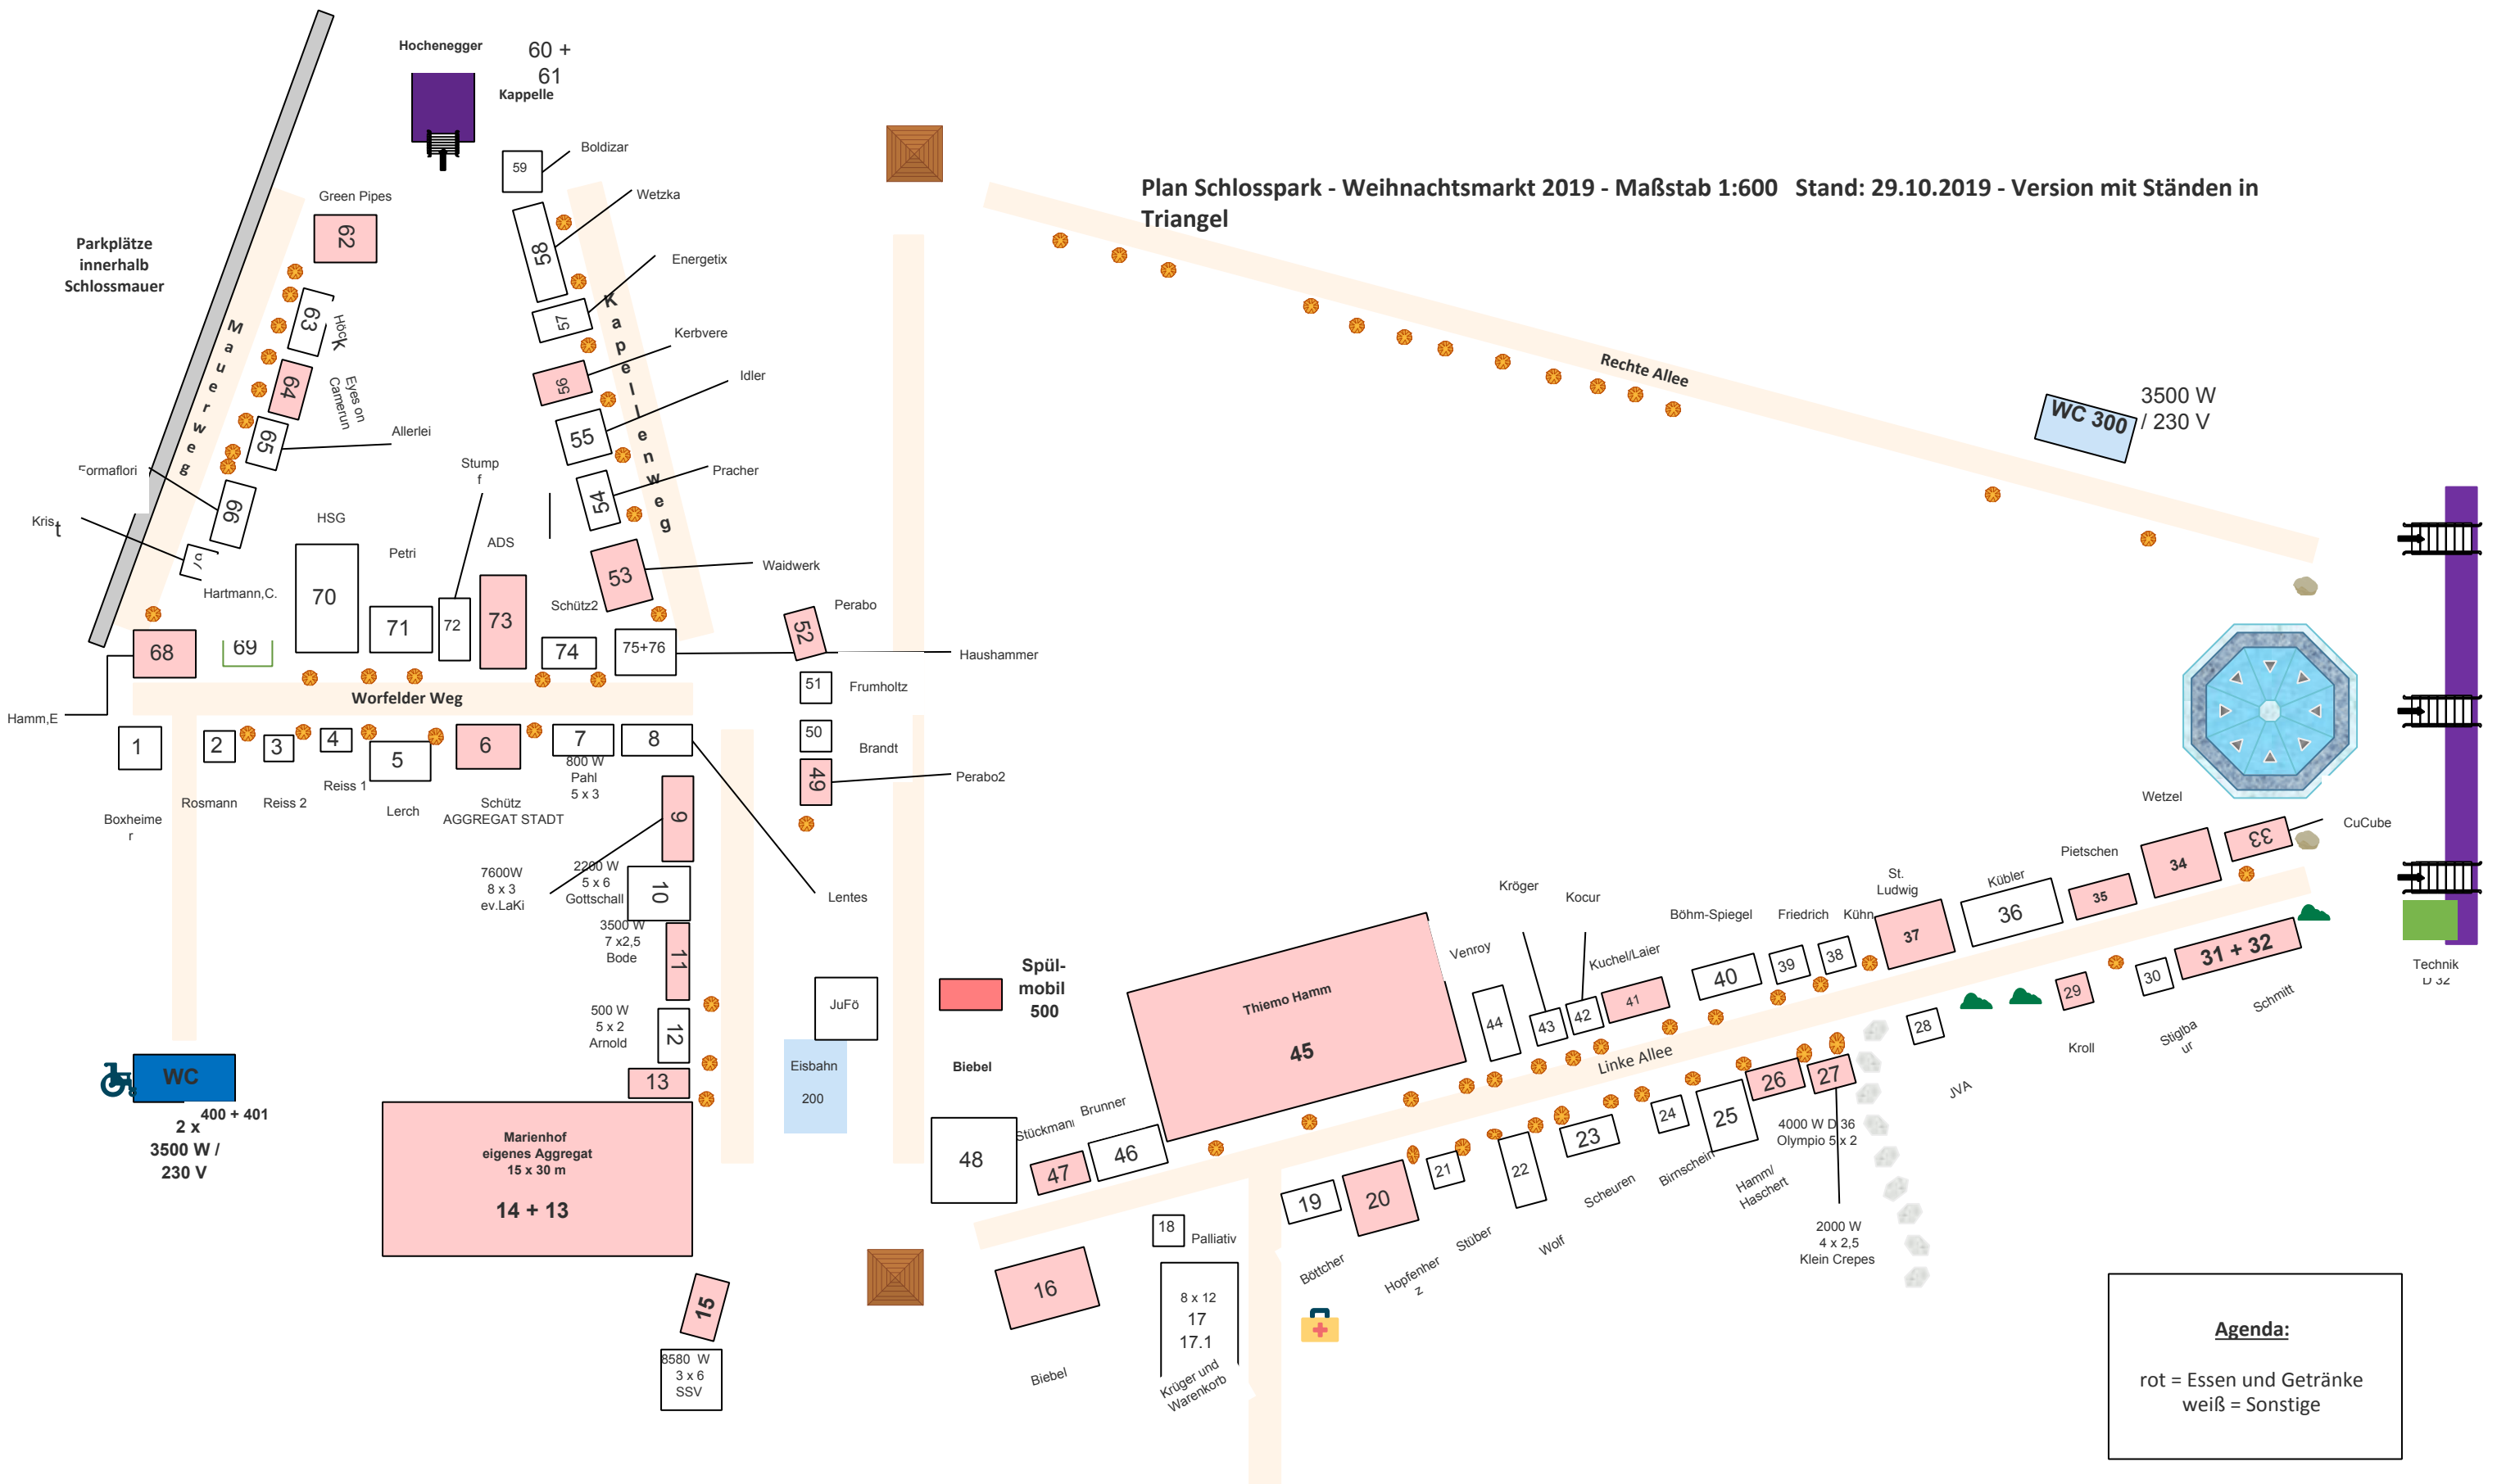 Hochenegger
60 +
61
Kappelle
Plan Schlosspark - Weihnachtsmarkt 2019 - Maßstab 1:600 Stand: 29.10.2019 - Version mit Ständen in
Triangel
59
Boldizar
Wetzka
58
Energetix
57
Kerbvere
56
Idler
55
Pracher
54
Waidwerk
53
Kapellenweg
Green Pipes
62
Parkplätze
innerhalb
Schlossmauer
Mauerweg
63
Höck
64
Eyes on
Camerun
65
Allerlei
Formaflori
66
Krist
Hartmann,C.
HSG
70
Petri
71
Stump
f
72
ADS
73
Schütz2
74
75+76
Haushammer
68
69
Hamm,E
Perabo
52
51
Frumholtz
50
Brandt
49
Perabo2
Worfelder Weg
1
2
3
4
5
6
7
8
Boxheime
r
Rosmann
Reiss 2
Reiss 1
Lerch
Schütz
AGGREGAT STADT
800 W
Pahl
5 x 3
Lentes
9
7600W
8 x 3
ev.LaKi
2200 W
5 x 6
Gottschall
10
3500 W
7 x2,5
Bode
11
500 W
5 x 2
Arnold
12
13
Marienhof
eigenes Aggregat
15 x 30 m
14 + 13
15
8580 W
3 x 6
SSV
WC
400 + 401
2 x
3500 W /
230 V
JuFö
Eisbahn
200
Spül-
mobil
500
Biebel
48
Stückman
47
Brunner
46
Thiemo Hamm
45
Venroy
44
Kröger
43
Kocur
42
Kuchel/Laier
41
Böhm-Spiegel
40
Friedrich
39
Kühn
38
St.
Ludwig
37
Kübler
36
Pietschen
35
Wetzel
34
33
CuCube
Rechte Allee
WC 300
3500 W
/ 230 V
Linke Allee
Technik
D 32
16
Biebel
18
Palliativ
8 x 12
17
17.1
Krüger und
Warenkorb
19
Böttcher
20
Hopfenher
z
21
Stüber
22
Wolf
23
Scheuren
24
Birnschein
25
Hamm/
Haschert
26
4000 W D 36
Olympio 5 x 2
27
2000 W
4 x 2,5
Klein Crepes
28
JVA
29
Kroll
30
Stiglba
ur
31 + 32
Schmitt
Agenda:
rot = Essen und Getränke
weiß = Sonstige